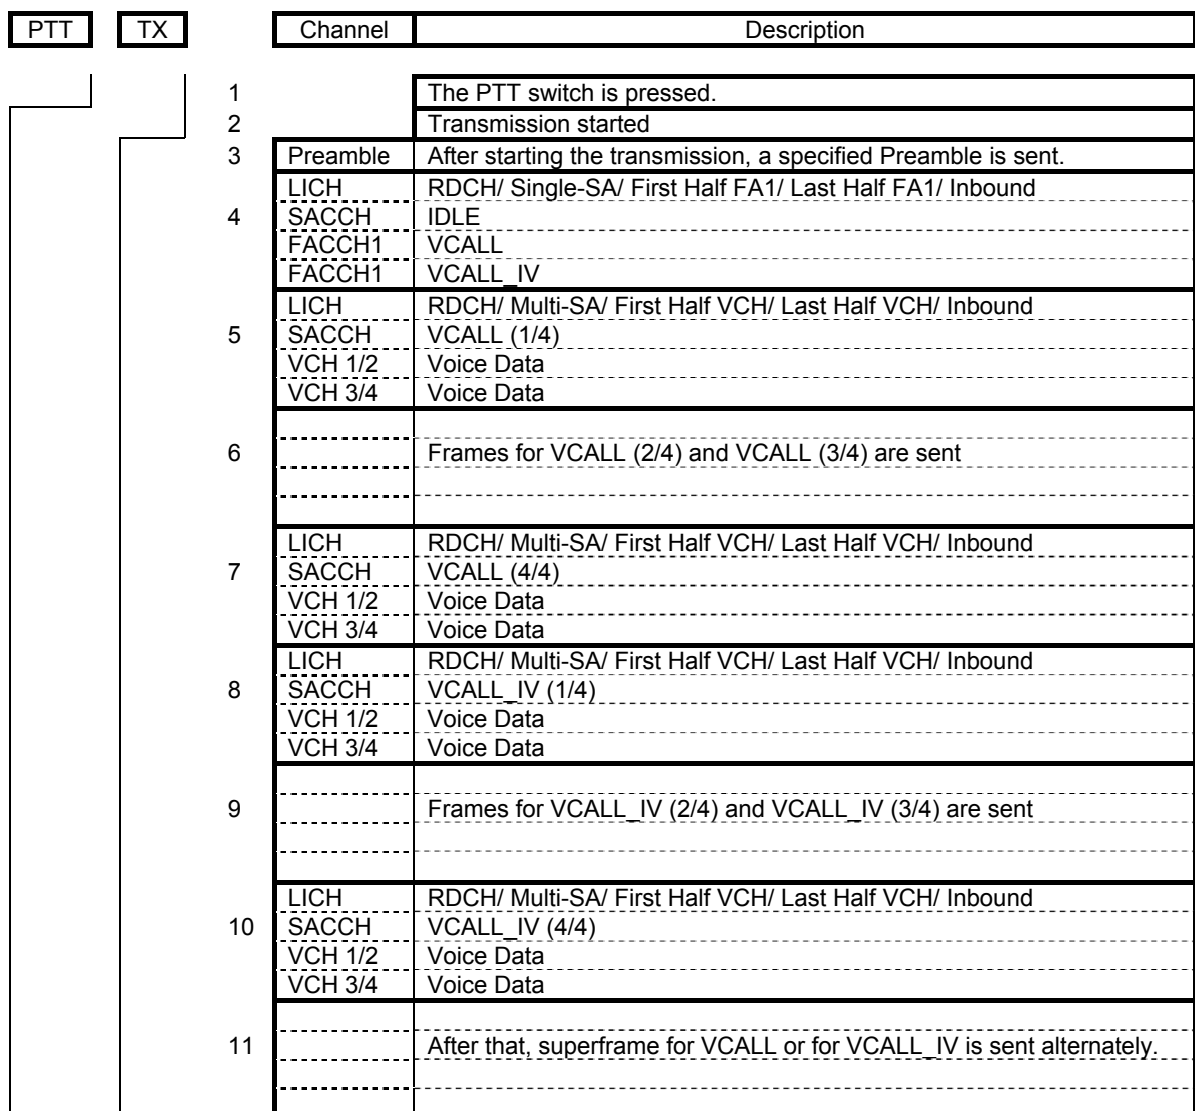 PTT TX Channel Description
1 The PTT switch is pressed.
2 Transmission started
3 Preamble After starting the transmission, a specified Preamble is sent.
LICH RDCH/ Single-SA/ First Half FA1/ Last Half FA1/ Inbound
4 SACCH IDLE
FACCH1 VCALL
FACCH1 VCALL_IV
LICH RDCH/ Multi-SA/ First Half VCH/ Last Half VCH/ Inbound
5 SACCH VCALL (1/4)
VCH 1/2 Voice Data
VCH 3/4 Voice Data
6 Frames for VCALL (2/4) and VCALL (3/4) are sent
LICH RDCH/ Multi-SA/ First Half VCH/ Last Half VCH/ Inbound
7 SACCH VCALL (4/4)
VCH 1/2 Voice Data
VCH 3/4 Voice Data
LICH RDCH/ Multi-SA/ First Half VCH/ Last Half VCH/ Inbound
8 SACCH VCALL_IV (1/4)
VCH 1/2 Voice Data
VCH 3/4 Voice Data
9 Frames for VCALL_IV (2/4) and VCALL_IV (3/4) are sent
LICH RDCH/ Multi-SA/ First Half VCH/ Last Half VCH/ Inbound
10 SACCH VCALL_IV (4/4)
VCH 1/2 Voice Data
VCH 3/4 Voice Data
11 After that, superframe for VCALL or for VCALL_IV is sent alternately.